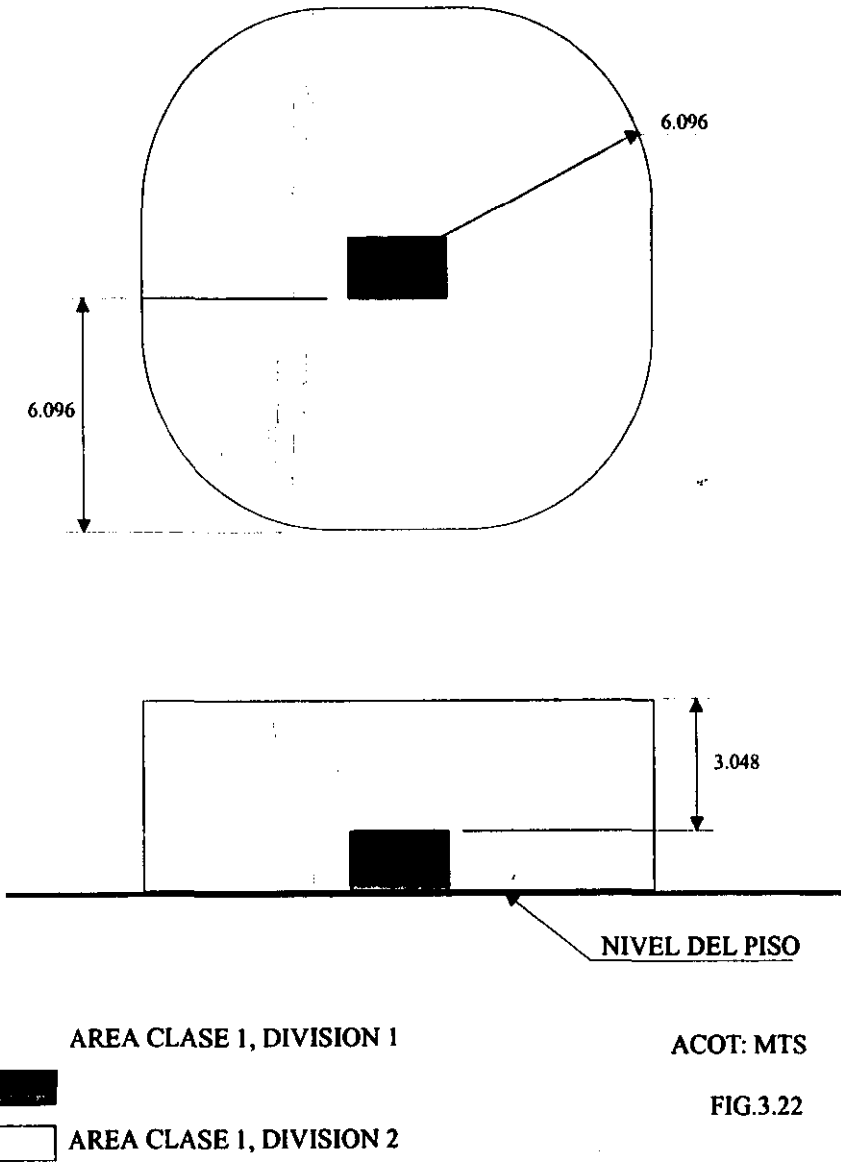 6.096
6.096
3.048
NIVEL DEL PISO
AREA CLASE 1, DIVISION 1
ACOT: MTS
FIG.3.22
AREA CLASE 1, DIVISION 2